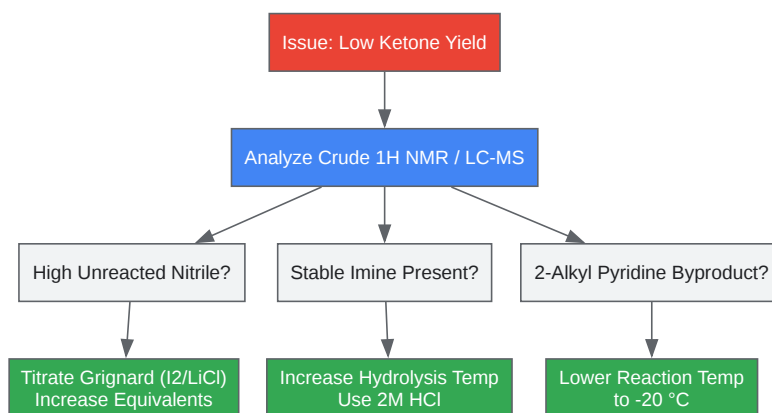 Issue: Low Ketone Yield
Analyze Crude 1H NMR / LC-MS
High Unreacted Nitrile?
Stable Imine Present?
2-Alkyl Pyridine Byproduct?
Titrate Grignard (I2/LiCl)
Increase Equivalents
Increase Hydrolysis Temp
Use 2M HCl
Lower Reaction Temp
to -20 °C